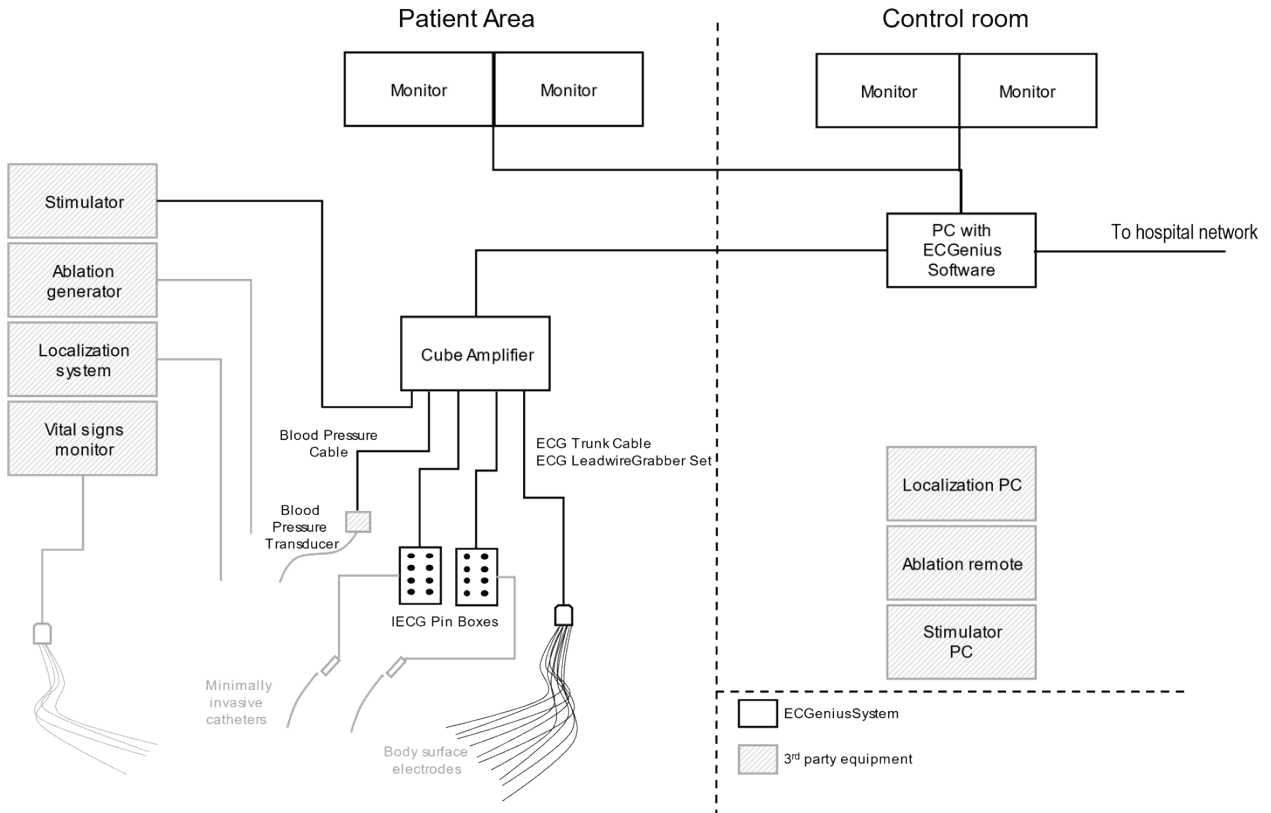 Patient Area
Control room
Monitor
Monitor
Monitor
Monitor
Stimulator
Ablation
generator
Localization
system
Vital signs
monitor
PC with
ECGenius
Software
To hospital network
Cube Amplifier
Blood Pressure
Cable
ECG Trunk Cable
ECG LeadwireGrabber Set
Blood
Pressure
Transducer
IECG Pin Boxes
Minimally
invasive
catheters
Body surface
electrodes
Localization PC
Ablation remote
Stimulator
PC
ECGeniusSystem
3rd party equipment